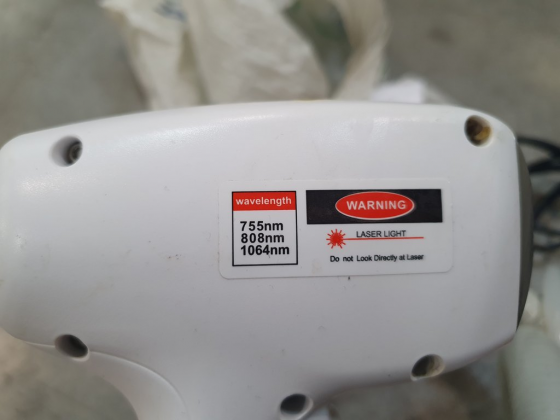 wavelength
755nm
808nm
1064nm
WARNING
LASER LIGHT
Do not Look Directly at Laser